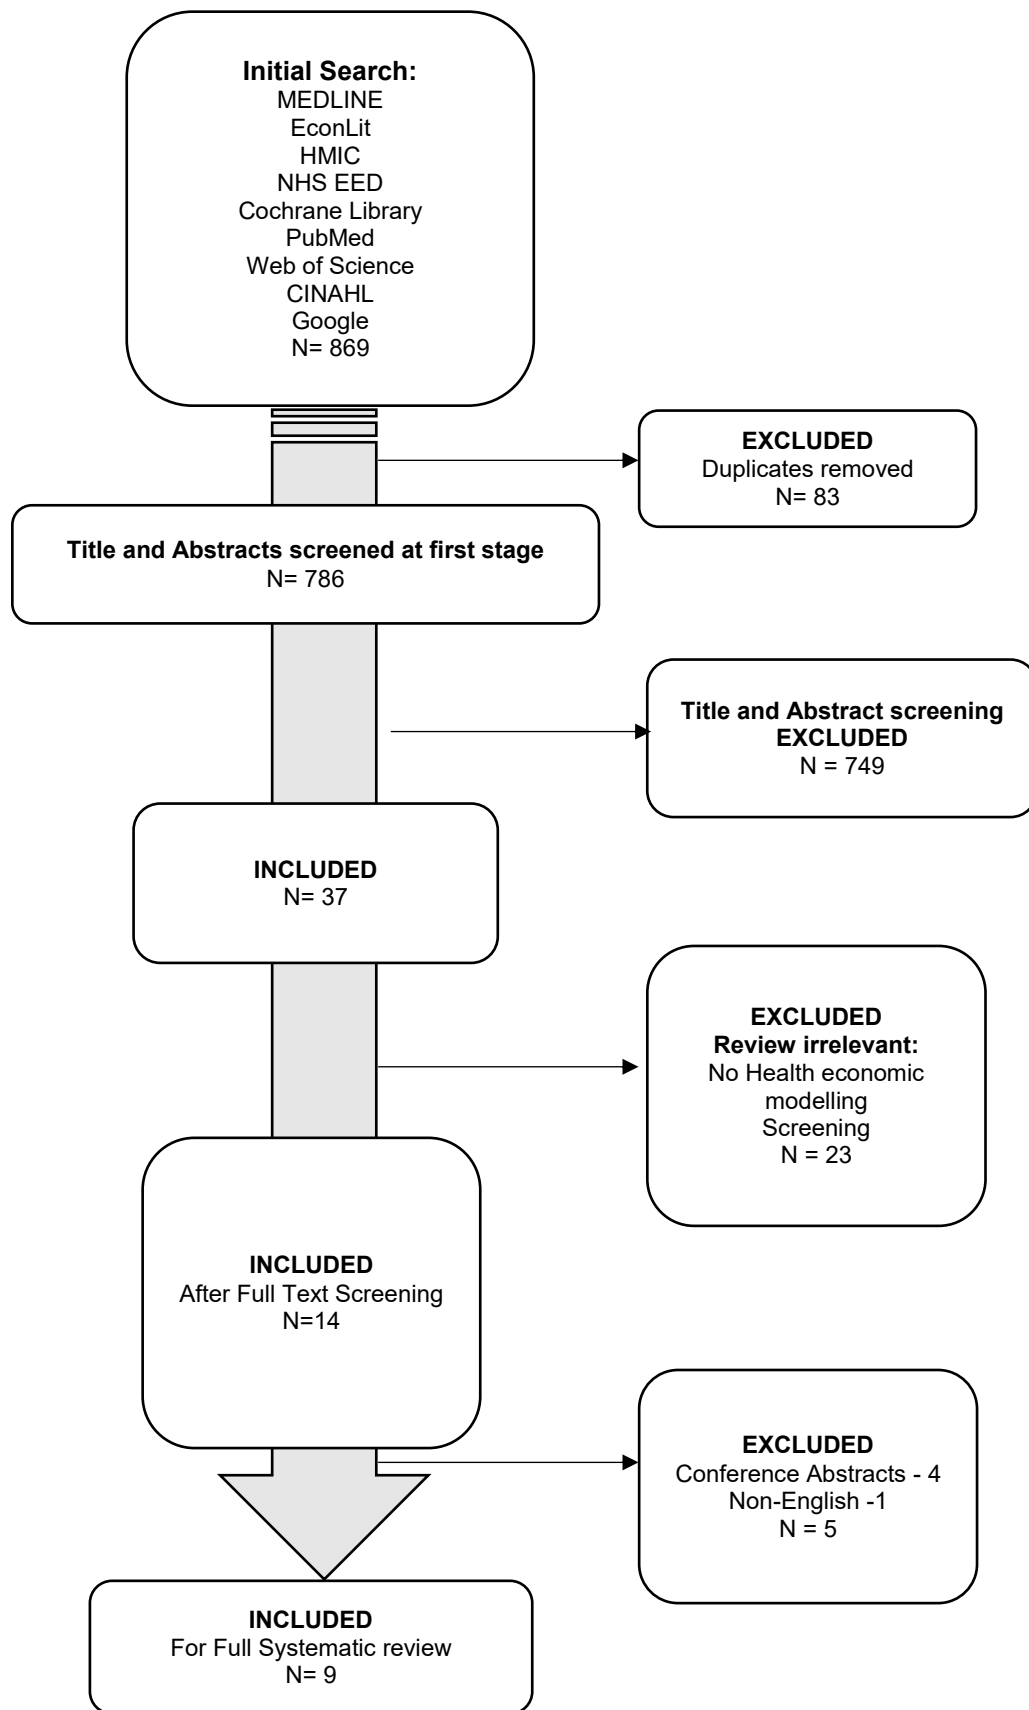 Initial Search:
MEDLINE
EconLit
HMIC
NHS EED
Cochrane Library
PubMed
Web of Science
CINAHL
Google
N= 869
EXCLUDED
Duplicates removed
N= 83
Title and Abstracts screened at first stage
N= 786
Title and Abstract screening
EXCLUDED
N = 749
INCLUDED
N= 37
EXCLUDED
Review irrelevant:
No Health economic
modelling
Screening
N = 23
INCLUDED
After Full Text Screening
N=14
EXCLUDED
Conference Abstracts - 4
Non-English -1
N = 5
INCLUDED
For Full Systematic review
N= 9